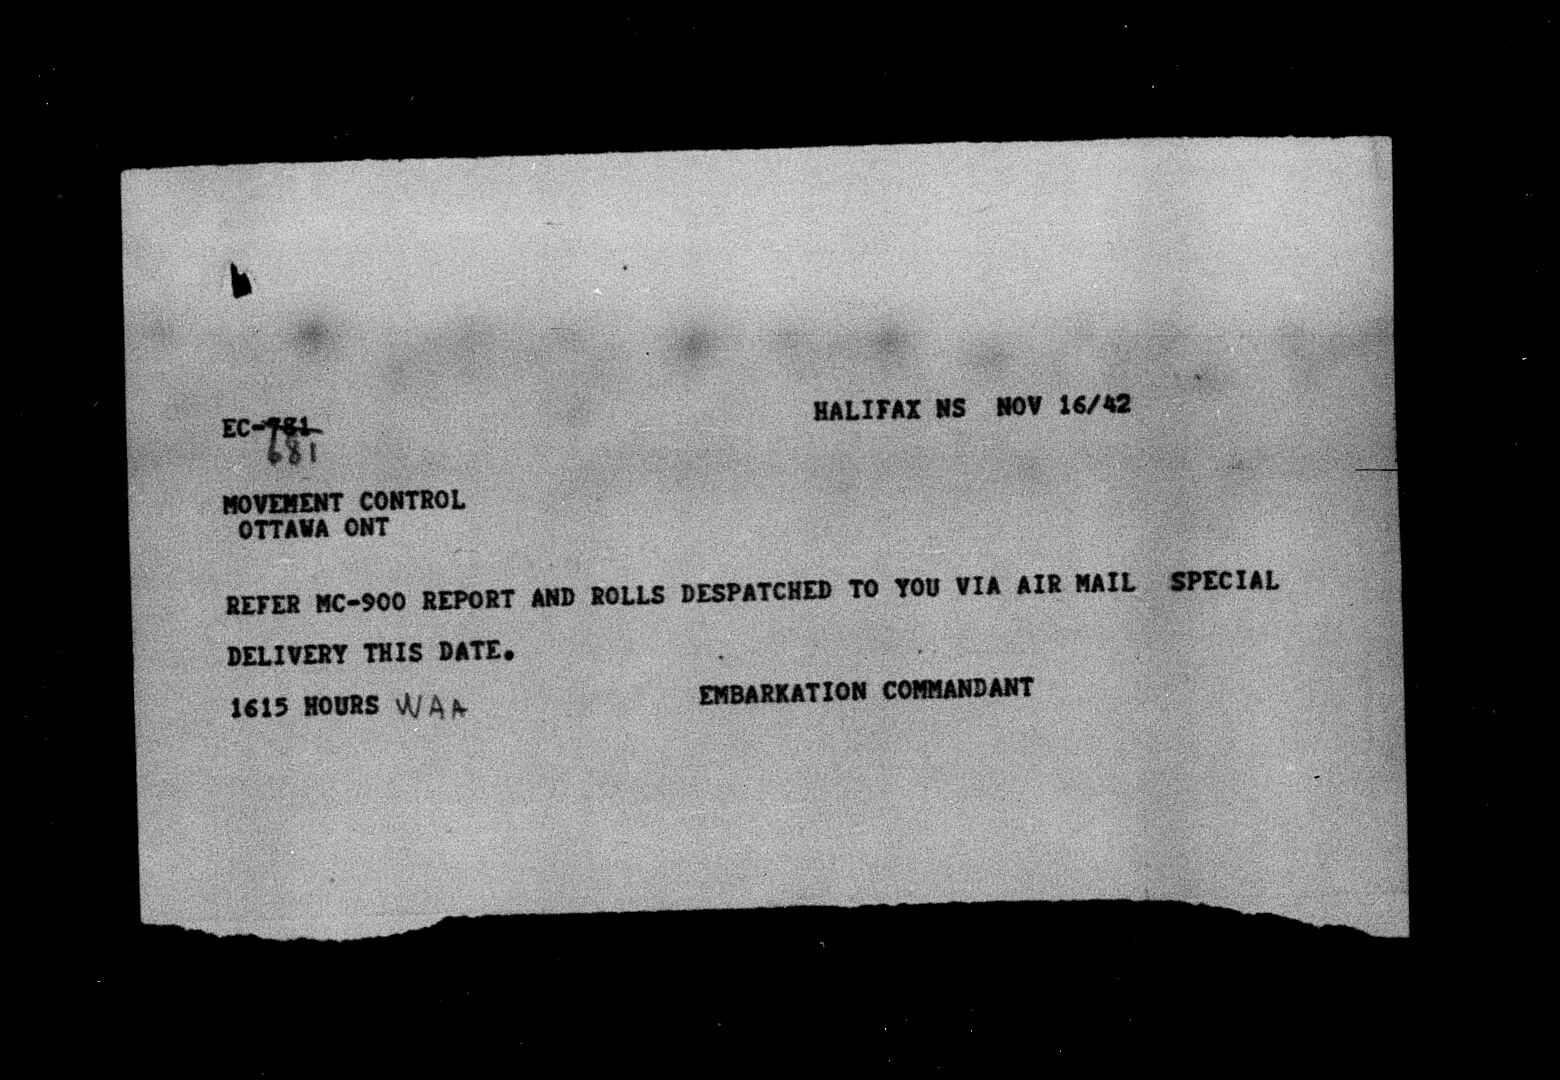 HALIFAX NS NOV 16/42
EC-781
681
MOVEMENT CONTROL
OTTAWA ONT
REFER MC-900 REPORT AND ROLLS DESPATCHED TO YOU VIA AIR MAIL SPECIAL
DELIVERY THIS DATE.
1615 HOURS WAA EMBARKATION COMMANDANT